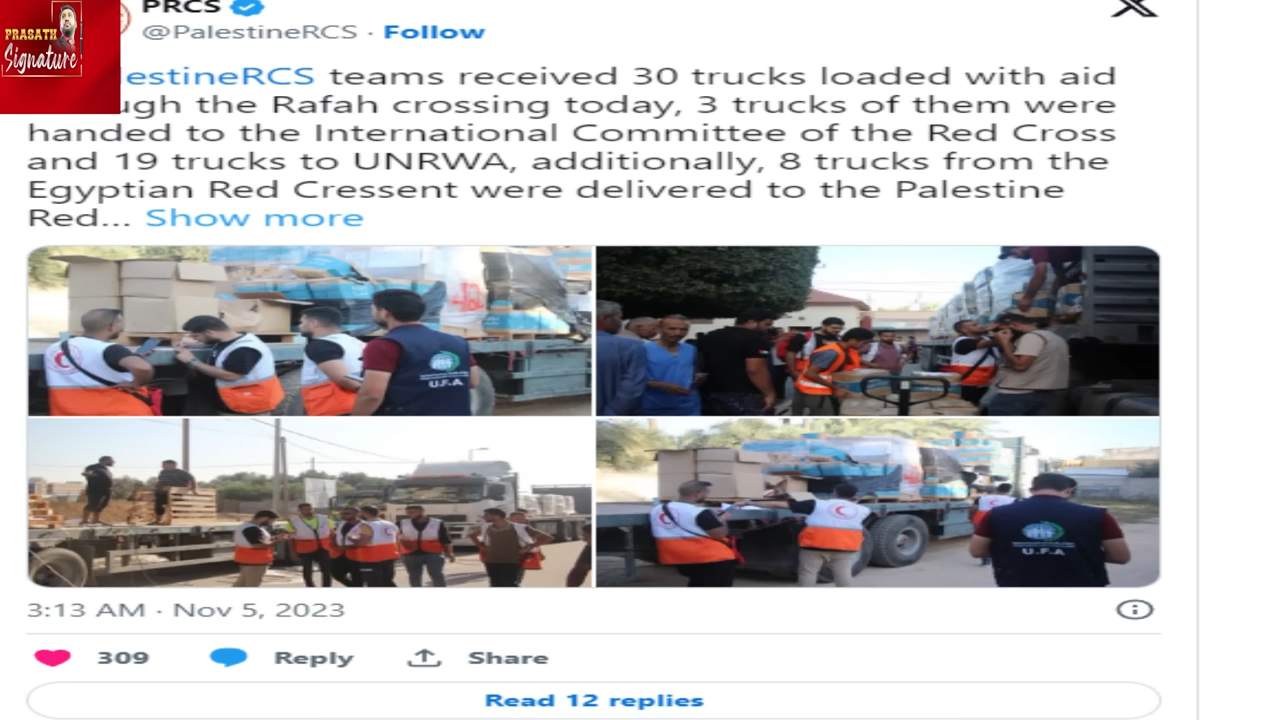 PRASATH
Signature
PRCS
@PalestineRCS · Follow
lestineRCS teams received 30 trucks loaded with aid
ugh the Rafah crossing today, 3 trucks of them were
handed to the International Committee of the Red Cross
and 19 trucks to UNRWA, additionally, 8 trucks from the
Egyptian Red Cressent were delivered to the Palestine
Red... Show more
42
U.F.A
U.F.A
3:13 AM · Nov 5, 2023
309 Reply Share
Read 12 replies